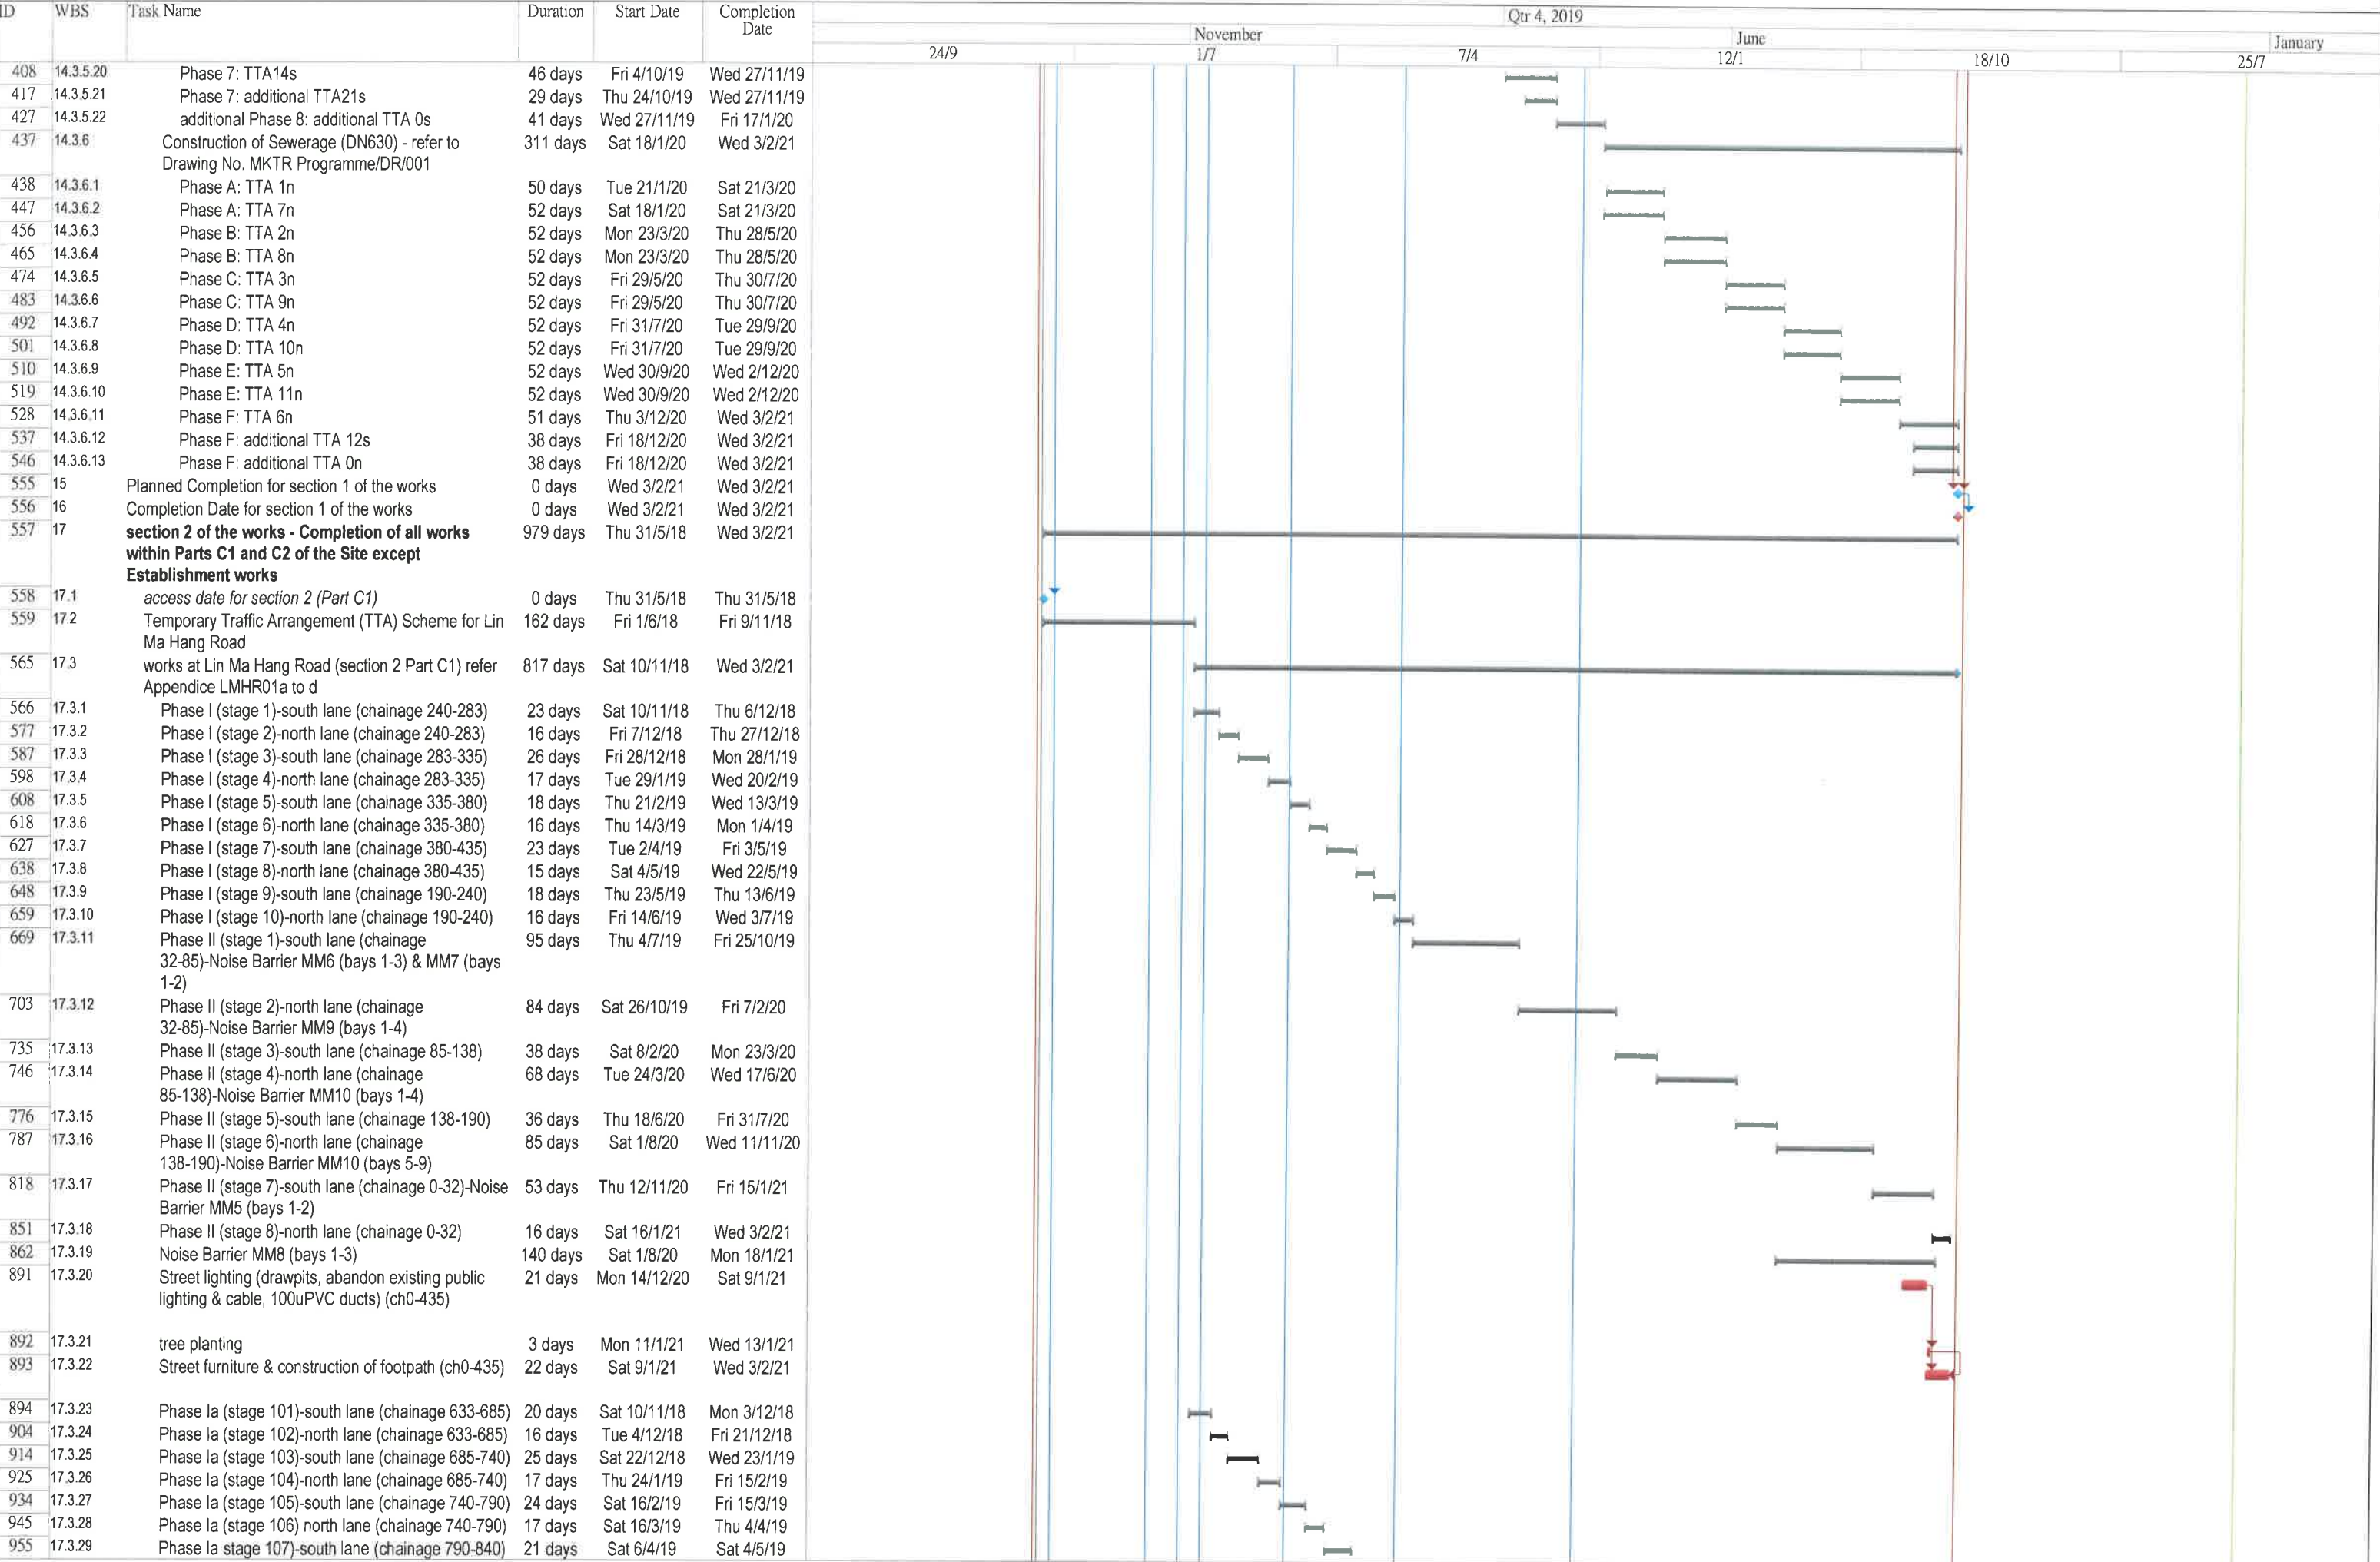 ID WBS Task Name Duration Start Date Completion Date
Qtr 4, 2019
November June January
24/9 1/7 7/4 12/1 18/10 25/7
408 14.3.5.20 Phase 7: TTA14s 46 days Fri 4/10/19 Wed 27/11/19
417 14.3.5.21 Phase 7: additional TTA21s 29 days Thu 24/10/19 Wed 27/11/19
427 14.3.5.22 additional Phase 8: additional TTA 0s 41 days Wed 27/11/19 Fri 17/1/20
437 14.3.6 Construction of Sewerage (DN630) - refer to 311 days Sat 18/1/20 Wed 3/2/21
Drawing No. MKTR Programme/DR/001
438 14.3.6.1 Phase A: TTA 1n 50 days Tue 21/1/20 Sat 21/3/20
447 14.3.6.2 Phase A: TTA 7n 52 days Sat 18/1/20 Sat 21/3/20
456 14.3.6.3 Phase B: TTA 2n 52 days Mon 23/3/20 Thu 28/5/20
465 14.3.6.4 Phase B: TTA 8n 52 days Mon 23/3/20 Thu 28/5/20
474 14.3.6.5 Phase C: TTA 3n 52 days Fri 29/5/20 Thu 30/7/20
483 14.3.6.6 Phase C: TTA 9n 52 days Fri 29/5/20 Thu 30/7/20
492 14.3.6.7 Phase D: TTA 4n 52 days Fri 31/7/20 Tue 29/9/20
501 14.3.6.8 Phase D: TTA 10n 52 days Fri 31/7/20 Tue 29/9/20
510 14.3.6.9 Phase E: TTA 5n 52 days Wed 30/9/20 Wed 2/12/20
519 14.3.6.10 Phase E: TTA 11n 52 days Wed 30/9/20 Wed 2/12/20
528 14.3.6.11 Phase F: TTA 6n 51 days Thu 3/12/20 Wed 3/2/21
537 14.3.6.12 Phase F: additional TTA 12s 38 days Fri 18/12/20 Wed 3/2/21
546 14.3.6.13 Phase F: additional TTA 0n 38 days Fri 18/12/20 Wed 3/2/21
555 15 Planned Completion for section 1 of the works 0 days Wed 3/2/21 Wed 3/2/21
556 16 Completion Date for section 1 of the works 0 days Wed 3/2/21 Wed 3/2/21
557 17 section 2 of the works - Completion of all works 979 days Thu 31/5/18 Wed 3/2/21
within Parts C1 and C2 of the Site except
Establishment works
558 17.1 access date for section 2 (Part C1) 0 days Thu 31/5/18 Thu 31/5/18
559 17.2 Temporary Traffic Arrangement (TTA) Scheme for Lin 162 days Fri 1/6/18 Fri 9/11/18
Ma Hang Road
565 17.3 works at Lin Ma Hang Road (section 2 Part C1) refer 817 days Sat 10/11/18 Wed 3/2/21
Appendice LMHR01a to d
566 17.3.1 Phase I (stage 1)-south lane (chainage 240-283) 23 days Sat 10/11/18 Thu 6/12/18
577 17.3.2 Phase I (stage 2)-north lane (chainage 240-283) 16 days Fri 7/12/18 Thu 27/12/18
587 17.3.3 Phase I (stage 3)-south lane (chainage 283-335) 26 days Fri 28/12/18 Mon 28/1/19
598 17.3.4 Phase I (stage 4)-north lane (chainage 283-335) 17 days Tue 29/1/19 Wed 20/2/19
608 17.3.5 Phase I (stage 5)-south lane (chainage 335-380) 18 days Thu 21/2/19 Wed 13/3/19
618 17.3.6 Phase I (stage 6)-north lane (chainage 335-380) 16 days Thu 14/3/19 Mon 1/4/19
627 17.3.7 Phase I (stage 7)-south lane (chainage 380-435) 23 days Tue 2/4/19 Fri 3/5/19
638 17.3.8 Phase I (stage 8)-north lane (chainage 380-435) 15 days Sat 4/5/19 Wed 22/5/19
648 17.3.9 Phase I (stage 9)-south lane (chainage 190-240) 18 days Thu 23/5/19 Thu 13/6/19
659 17.3.10 Phase I (stage 10)-north lane (chainage 190-240) 16 days Fri 14/6/19 Wed 3/7/19
669 17.3.11 Phase II (stage 1)-south lane (chainage 95 days Thu 4/7/19 Fri 25/10/19
32-85)-Noise Barrier MM6 (bays 1-3) & MM7 (bays
1-2)
703 17.3.12 Phase II (stage 2)-north lane (chainage 84 days Sat 26/10/19 Fri 7/2/20
32-85)-Noise Barrier MM9 (bays 1-4)
735 17.3.13 Phase II (stage 3)-south lane (chainage 85-138) 38 days Sat 8/2/20 Mon 23/3/20
746 17.3.14 Phase II (stage 4)-north lane (chainage 68 days Tue 24/3/20 Wed 17/6/20
85-138)-Noise Barrier MM10 (bays 1-4)
776 17.3.15 Phase II (stage 5)-south lane (chainage 138-190) 36 days Thu 18/6/20 Fri 31/7/20
787 17.3.16 Phase II (stage 6)-north lane (chainage 85 days Sat 1/8/20 Wed 11/11/20
138-190)-Noise Barrier MM10 (bays 5-9)
818 17.3.17 Phase II (stage 7)-south lane (chainage 0-32)-Noise 53 days Thu 12/11/20 Fri 15/1/21
Barrier MM5 (bays 1-2)
851 17.3.18 Phase II (stage 8)-north lane (chainage 0-32) 16 days Sat 16/1/21 Wed 3/2/21
862 17.3.19 Noise Barrier MM8 (bays 1-3) 140 days Sat 1/8/20 Mon 18/1/21
891 17.3.20 Street lighting (drawpits, abandon existing public 21 days Mon 14/12/20 Sat 9/1/21
lighting & cable, 100uPVC ducts) (ch0-435)
892 17.3.21 tree planting 3 days Mon 11/1/21 Wed 13/1/21
893 17.3.22 Street furniture & construction of footpath (ch0-435) 22 days Sat 9/1/21 Wed 3/2/21
894 17.3.23 Phase Ia (stage 101)-south lane (chainage 633-685) 20 days Sat 10/11/18 Mon 3/12/18
904 17.3.24 Phase Ia (stage 102)-north lane (chainage 633-685) 16 days Tue 4/12/18 Fri 21/12/18
914 17.3.25 Phase Ia (stage 103)-south lane (chainage 685-740) 25 days Sat 22/12/18 Wed 23/1/19
925 17.3.26 Phase Ia (stage 104)-north lane (chainage 685-740) 17 days Thu 24/1/19 Fri 15/2/19
934 17.3.27 Phase Ia (stage 105)-south lane (chainage 740-790) 24 days Sat 16/2/19 Fri 15/3/19
945 17.3.28 Phase Ia (stage 106) north lane (chainage 740-790) 17 days Sat 16/3/19 Thu 4/4/19
955 17.3.29 Phase Ia stage 107)-south lane (chainage 790-840) 21 days Sat 6/4/19 Sat 4/5/19